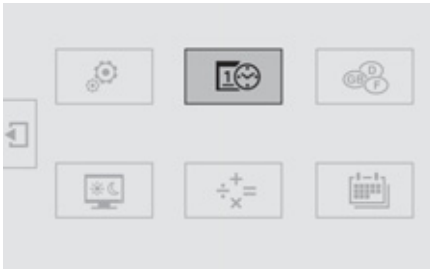 1
GB D F
+
÷ =
×